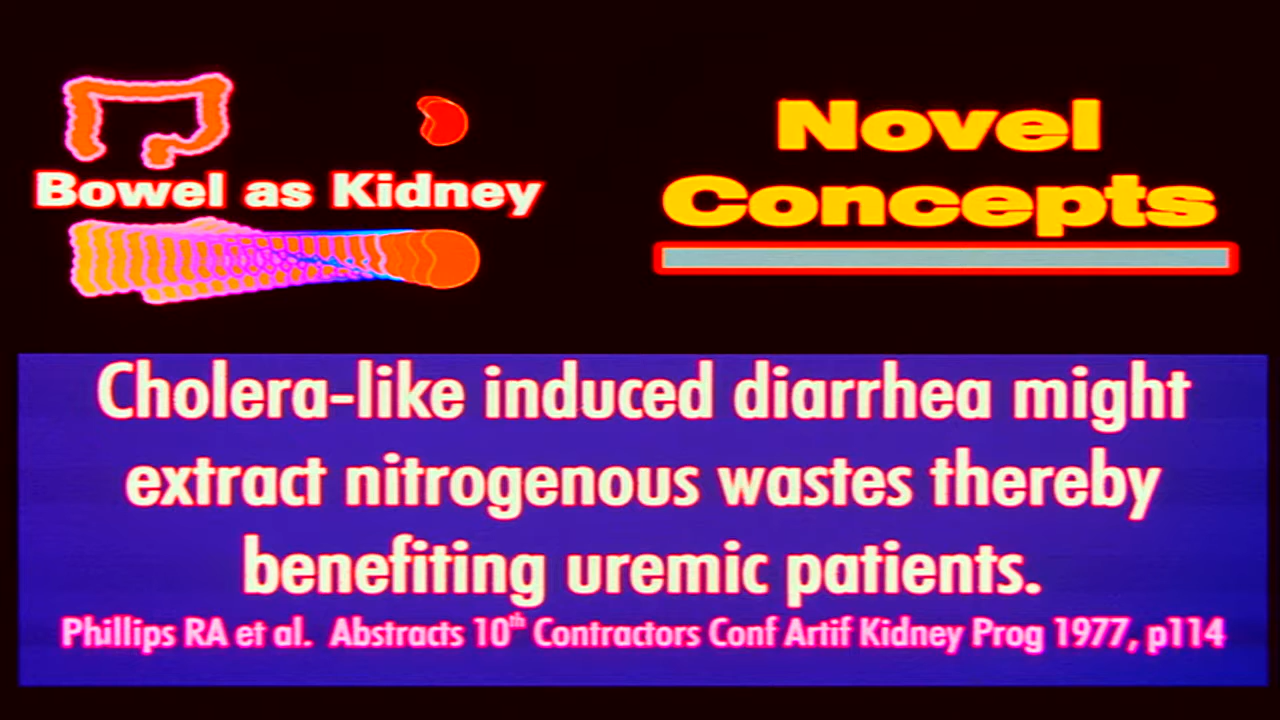 Bowel as Kidney
Novel
Concepts
Cholera-like induced diarrhea might
extract nitrogenous wastes thereby
benefiting uremic patients.
Phillips RA et al. Abstracts 10th Contractors Conf Artif Kidney Prog 1977, p114